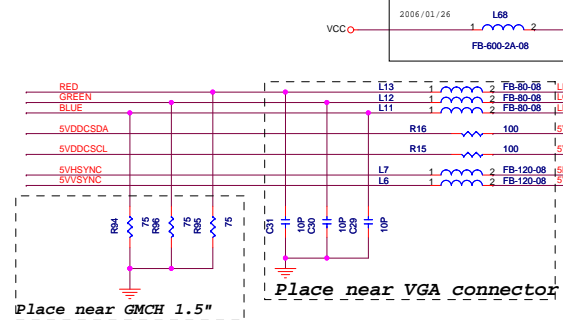 2006/01/26
L68
VCC
1 2
FB-600-2A-08
RED L13 1 2 FB-80-08
GREEN L12 1 2 FB-80-08
BLUE L11 1 2 FB-80-08
5VDDCSDA R16 100
5VDDCSCL R15 100
5VHSYNC L7 1 2 FB-120-08
5VVSYNC L6 1 2 FB-120-08
R94 75 R96 75 R95 75
C31 10P C30 10P C29 10P
Place near VGA connector
Place near GMCH 1.5"